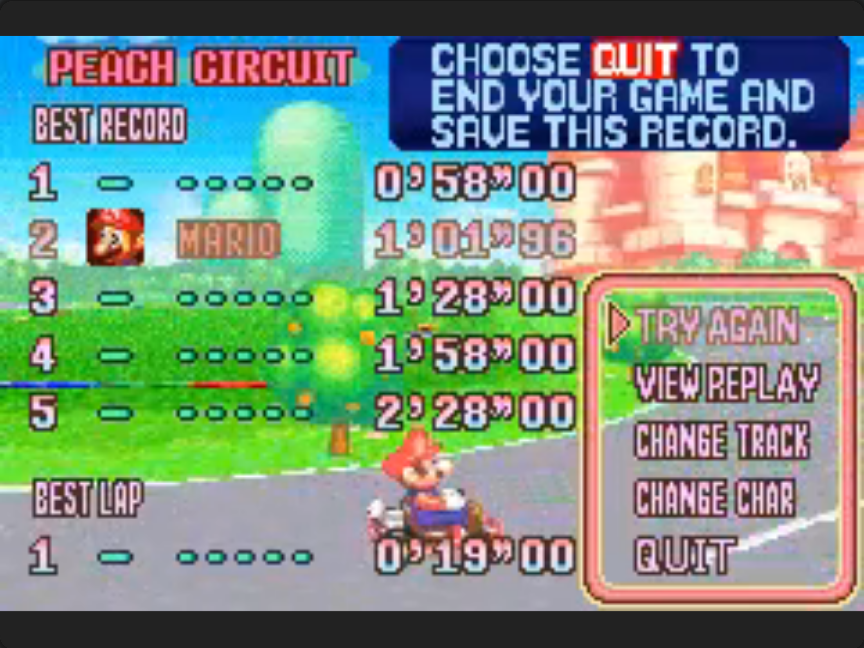 PEACH CIRCUIT
CHOOSE QUIT TO
END YOUR GAME AND
SAVE THIS RECORD.
BEST RECORD
1 - ----- 0'58"00
2 MARIO 1'01"96
3 - ----- 1'28"00
4 - ----- 1'58"00
5 - ----- 2'28"00
BEST LAP
1 - ----- 0'19"00
TRY AGAIN
VIEW REPLAY
CHANGE TRACK
CHANGE CHAR
QUIT